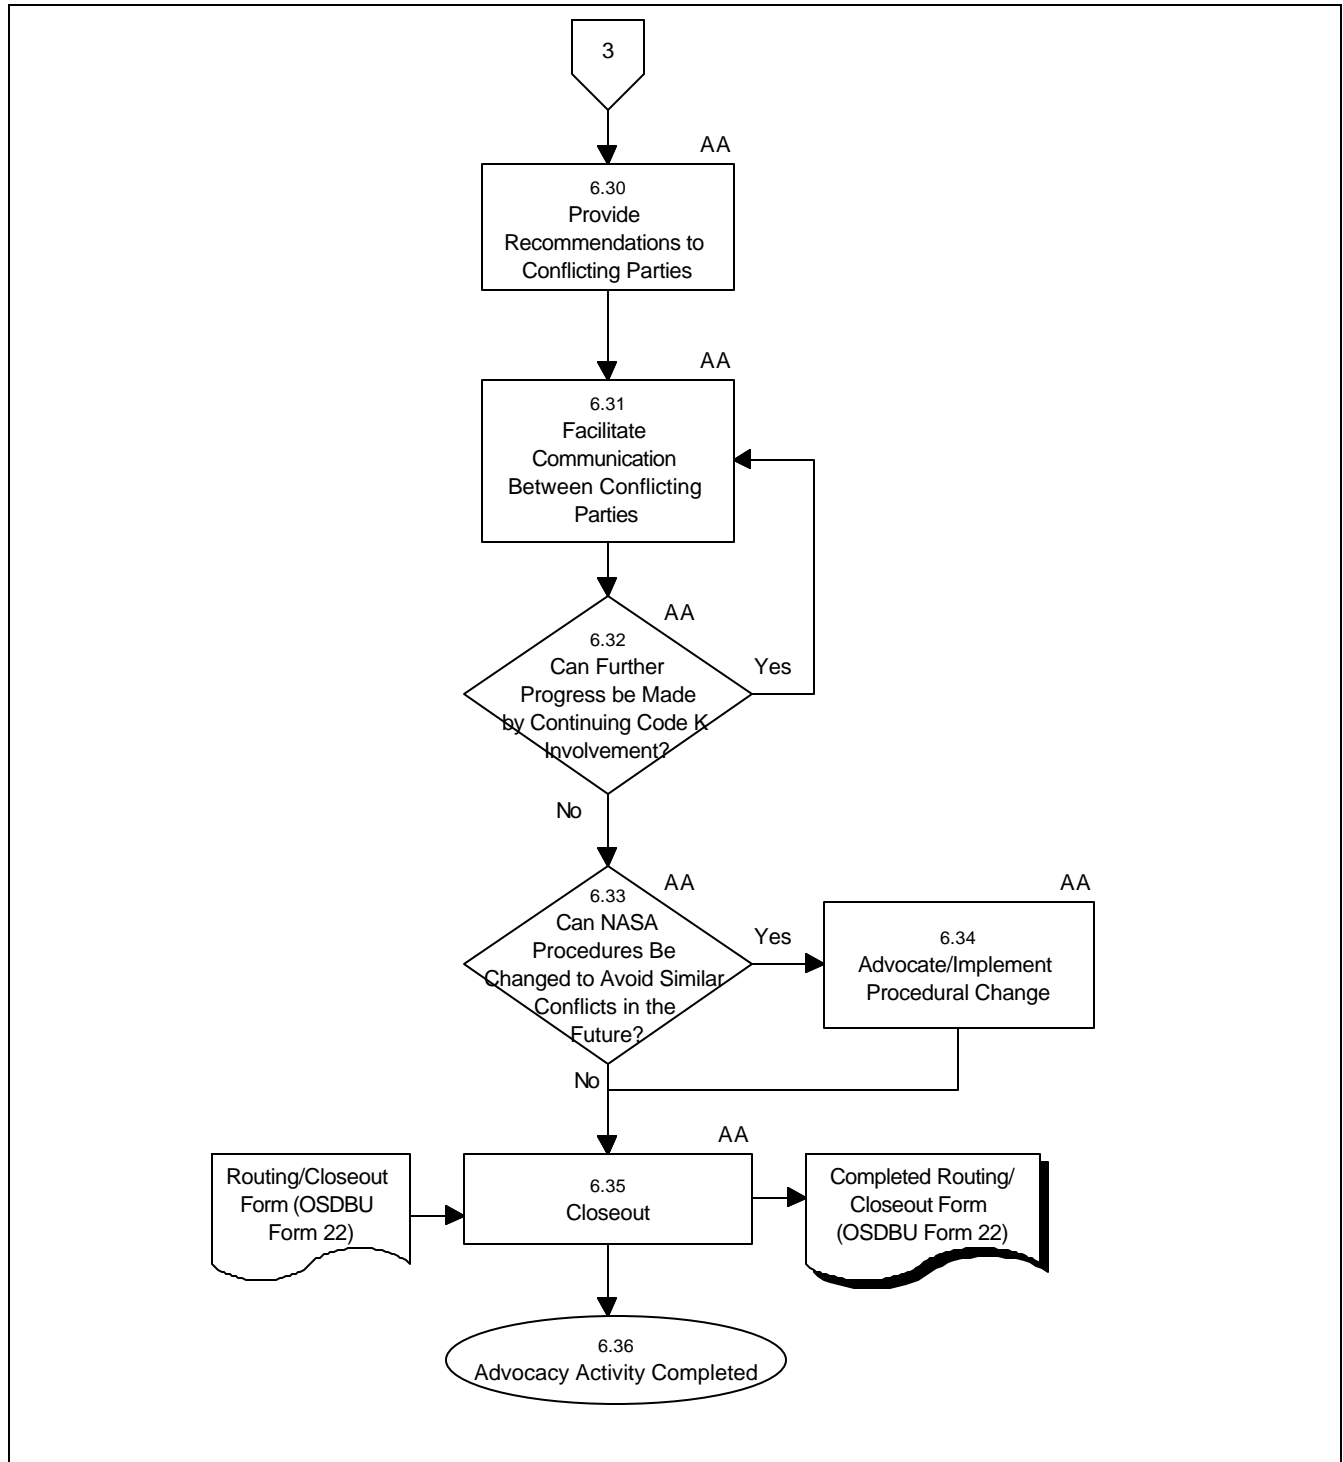 3
AA
6.30
Provide
Recommendations to
Conflicting Parties
AA
6.31
Facilitate
Communication
Between Conflicting
Parties
AA
6.32
Can Further
Progress be Made
by Continuing Code K
Involvement?
Yes
No
AA
6.33
Can NASA
Procedures Be
Changed to Avoid Similar
Conflicts in the
Future?
Yes
AA
6.34
Advocate/Implement
Procedural Change
No
Routing/Closeout
Form (OSDBU
Form 22)
AA
6.35
Closeout
Completed Routing/
Closeout Form
(OSDBU Form 22)
6.36
Advocacy Activity Completed